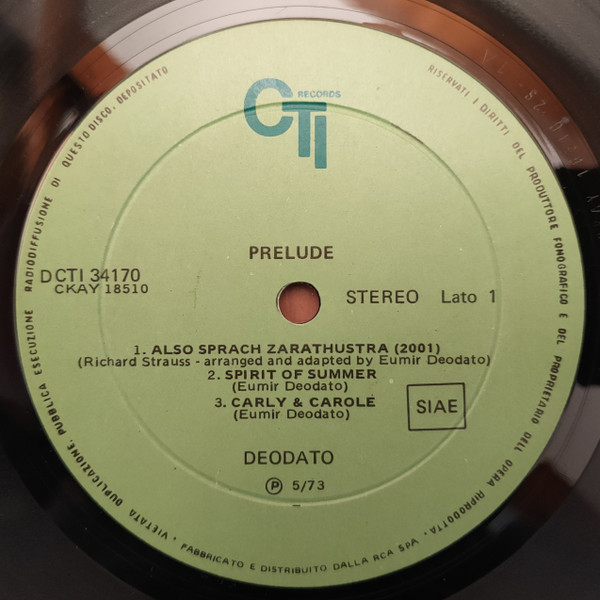 CTI RECORDS
PRELUDE
DCTI 34170
CKAY 18510
STEREO Lato 1
1. ALSO SPRACH ZARATHUSTRA (2001)
(Richard Strauss - arranged and adapted by Eumir Deodato)
2. SPIRIT OF SUMMER
(Eumir Deodato)
3. CARLY & CAROLE
(Eumir Deodato)
SIAE
DEODATO
Ⓟ 5/73
RISERVATI I DIRITTI DEL PRODUTTORE FONOGRAFICO E DEL PROPRIETARIO DELL OPERA RIPRODOTTA.
VIETATA DUPLICAZIONE, PUBBLICA ESECUZIONE RADIODIFFUSIONE DI QUESTO DISCO. DEPOSITATO
FABBRICATO E DISTRIBUITO DALLA RCA SPA